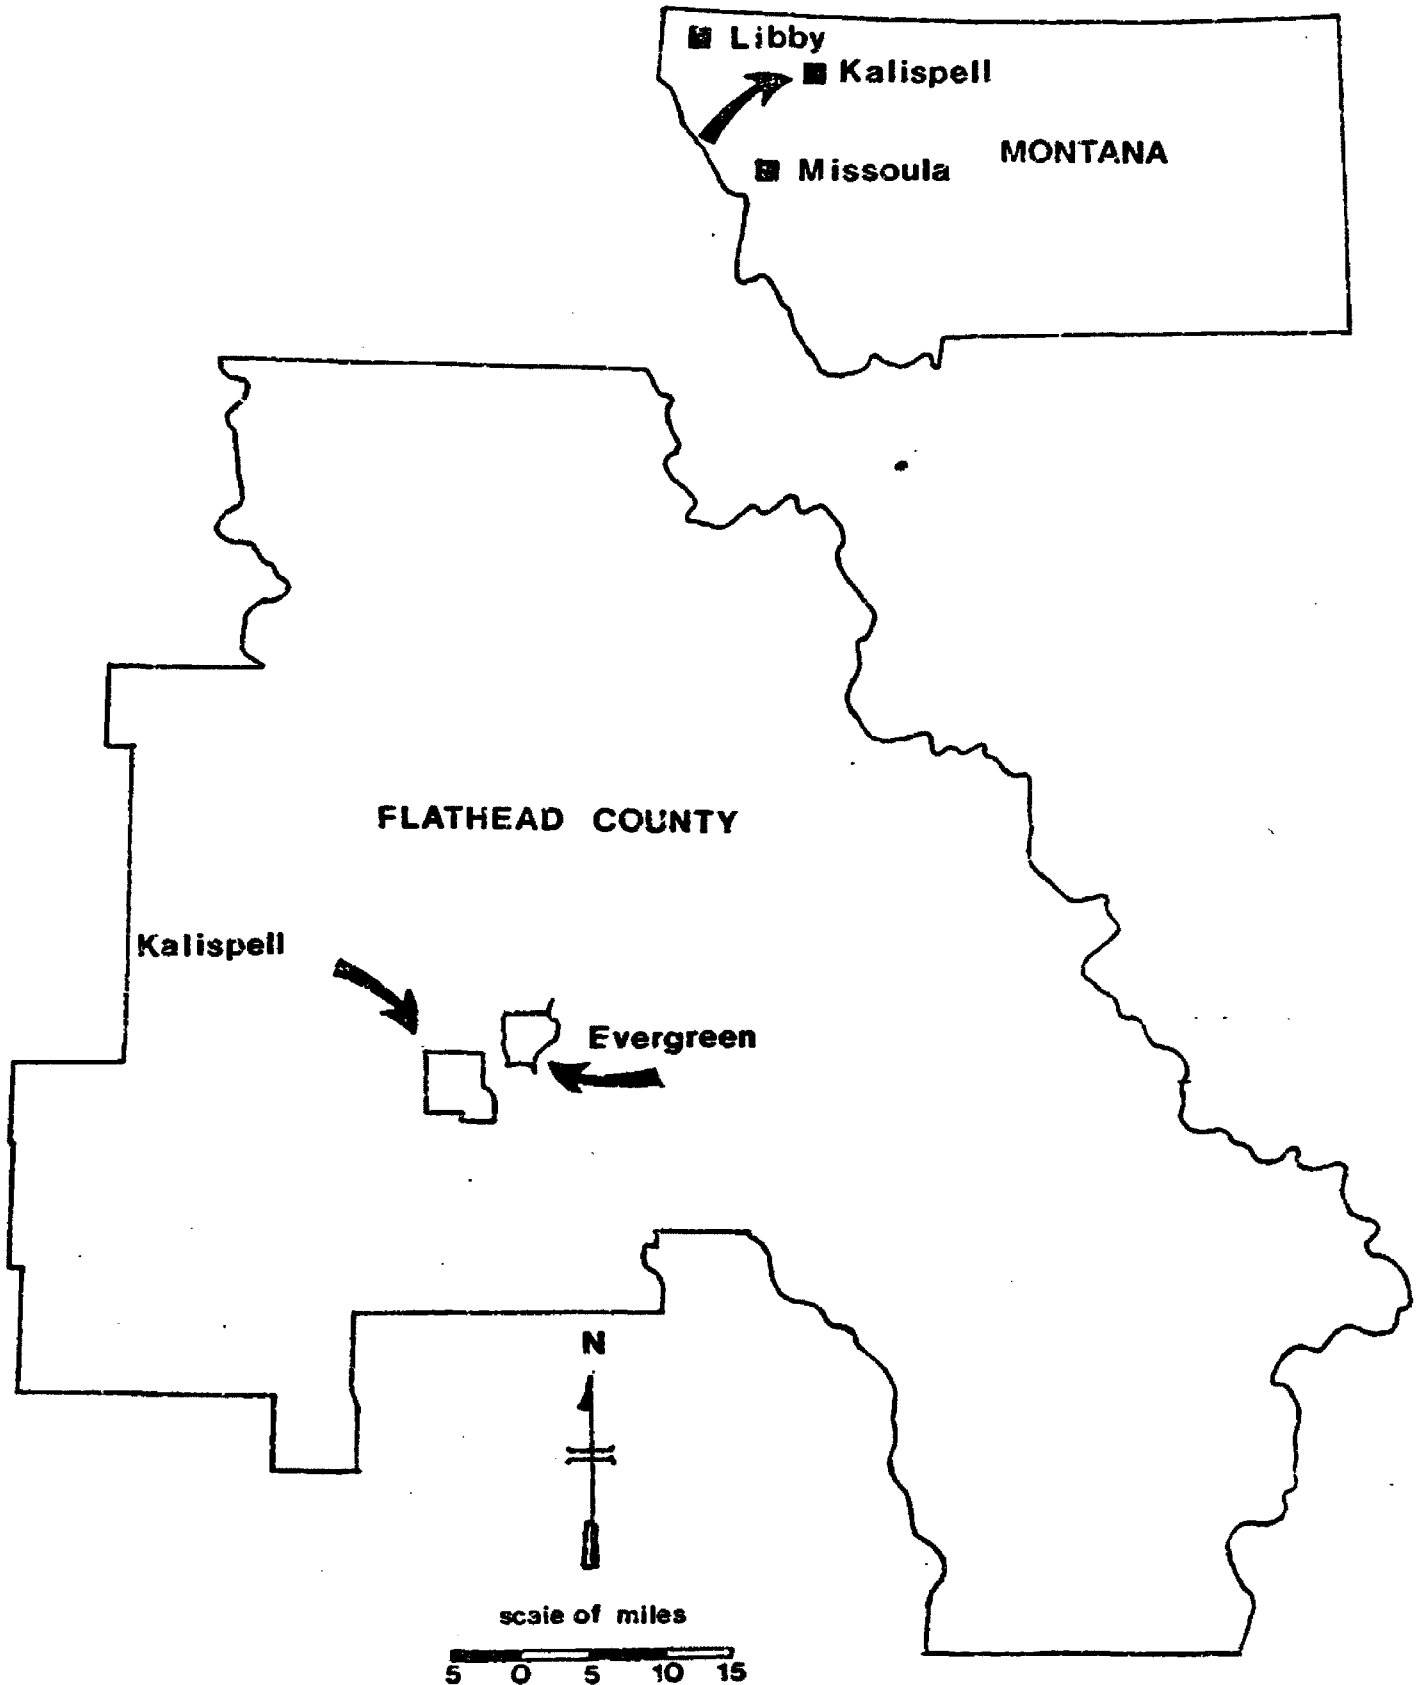 Libby
Kalispell
MONTANA
Missoula
FLATHEAD COUNTY
Kalispell
Evergreen
N
scale of miles
5 0 5 10 15